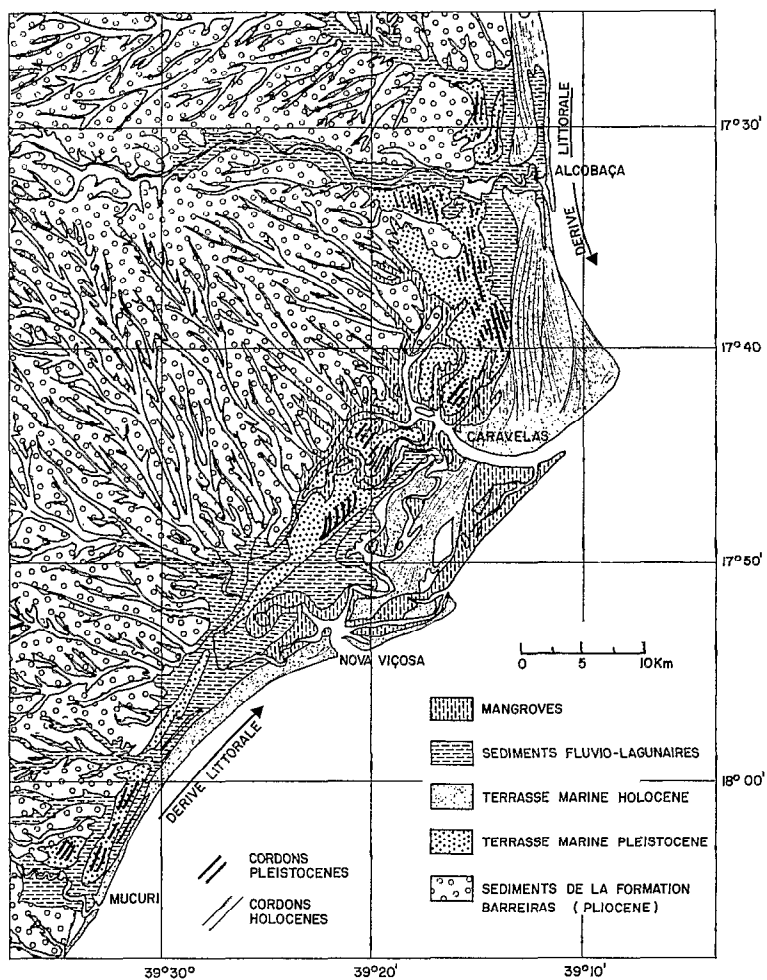 17°30'
LITTORALE
ALCOBAÇA
DERIVE
17°40'
CARAVELAS
17°50'
0 5 10Km
NOVA VIÇOSA
MANGROVES
SEDIMENTS FLUVIO-LAGUNAIRES
DERIVE LITTORALE
18°00'
TERRASSE MARINE HOLOCENE
TERRASSE MARINE PLEISTOCENE
CORDONS
PLEISTOCENES
SEDIMENTS DE LA FORMATION
BARREIRAS ( PLIOCENE )
MUCURI
CORDONS
HOLOCENES
39°30' 39°20' 39°10'